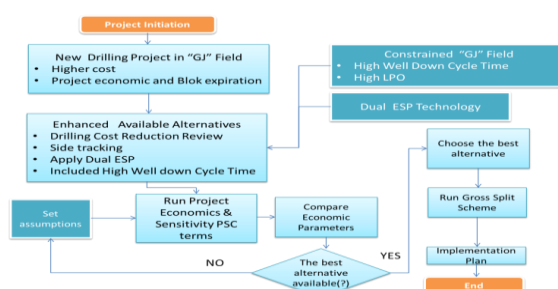 Project Initiation
New Drilling Project in "GJ" Field
• Higher cost
• Project economic and Blok expiration
Constrained "GJ" Field
• High Well Down Cycle Time
• High LPO
Dual ESP Technology
Enhanced Available Alternatives
• Drilling Cost Reduction Review
• Side tracking
• Apply Dual ESP
• Included High Well down Cycle Time
Choose the best
alternative
Set
assumptions
Run Project
Economics &
Sensitivity PSC
terms
Compare
Economic
Parameters
Run Gross Split
Scheme
NO
The best
alternative
available(?)
YES
Implementation
Plan
End